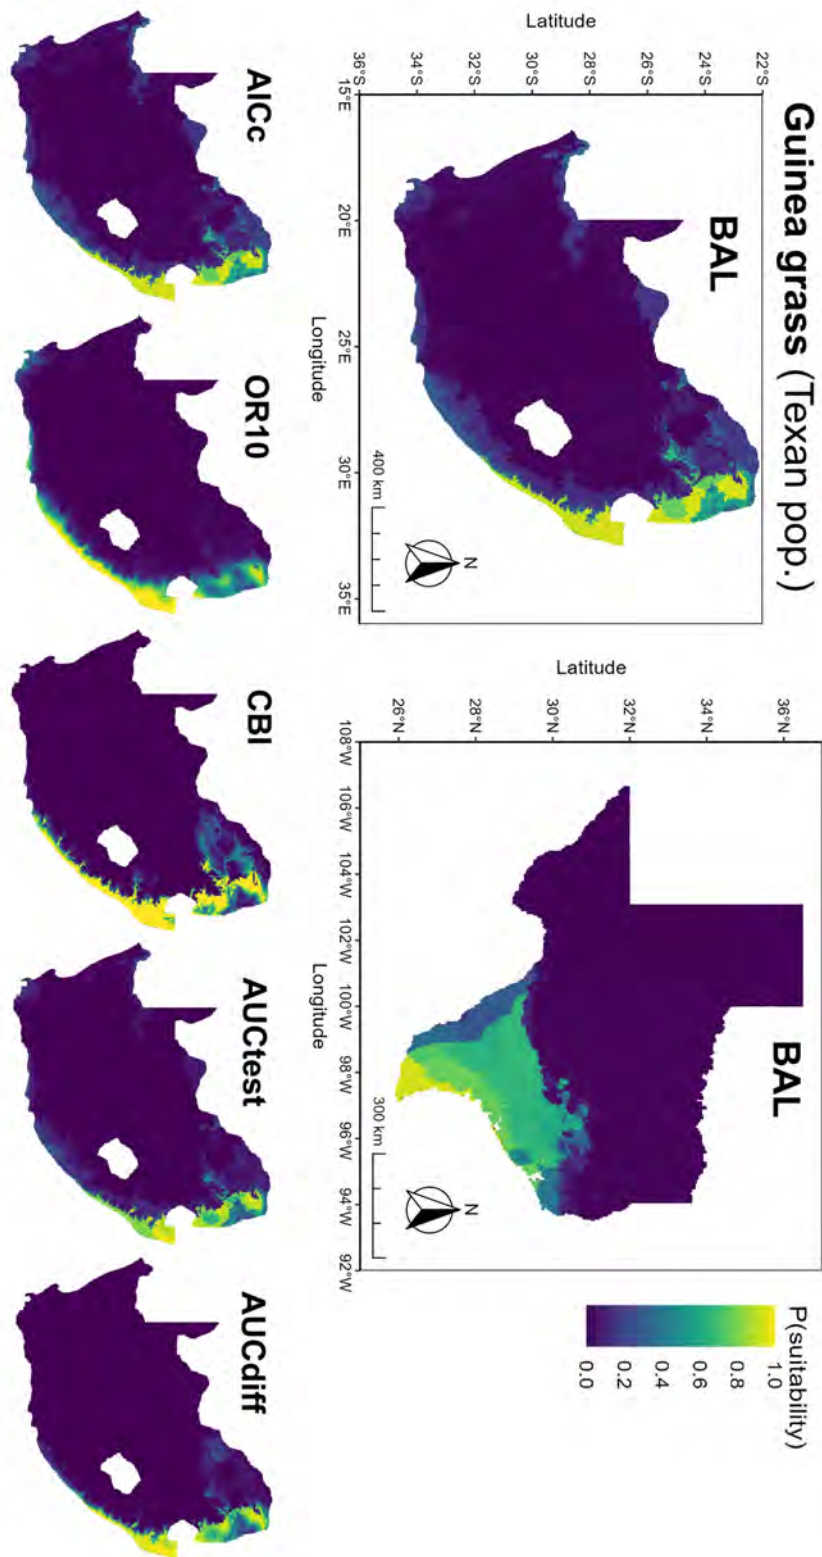 Guinea grass (Texan pop.)
BAL
Latitude
22°S
24°S
26°S
28°S
30°S
32°S
34°S
36°S
15°E
20°E
25°E
30°E
35°E
Longitude
400 km
N
BAL
Latitude
34°N
32°N
30°N
28°N
26°N
108°W
106°W
104°W
102°W
100°W
98°W
96°W
94°W
92°W
Longitude
300 km
N
P(suitability)
1.0
0.8
0.6
0.4
0.2
0.0
AICc
OR10
CBI
AUCtest
AUCdiff